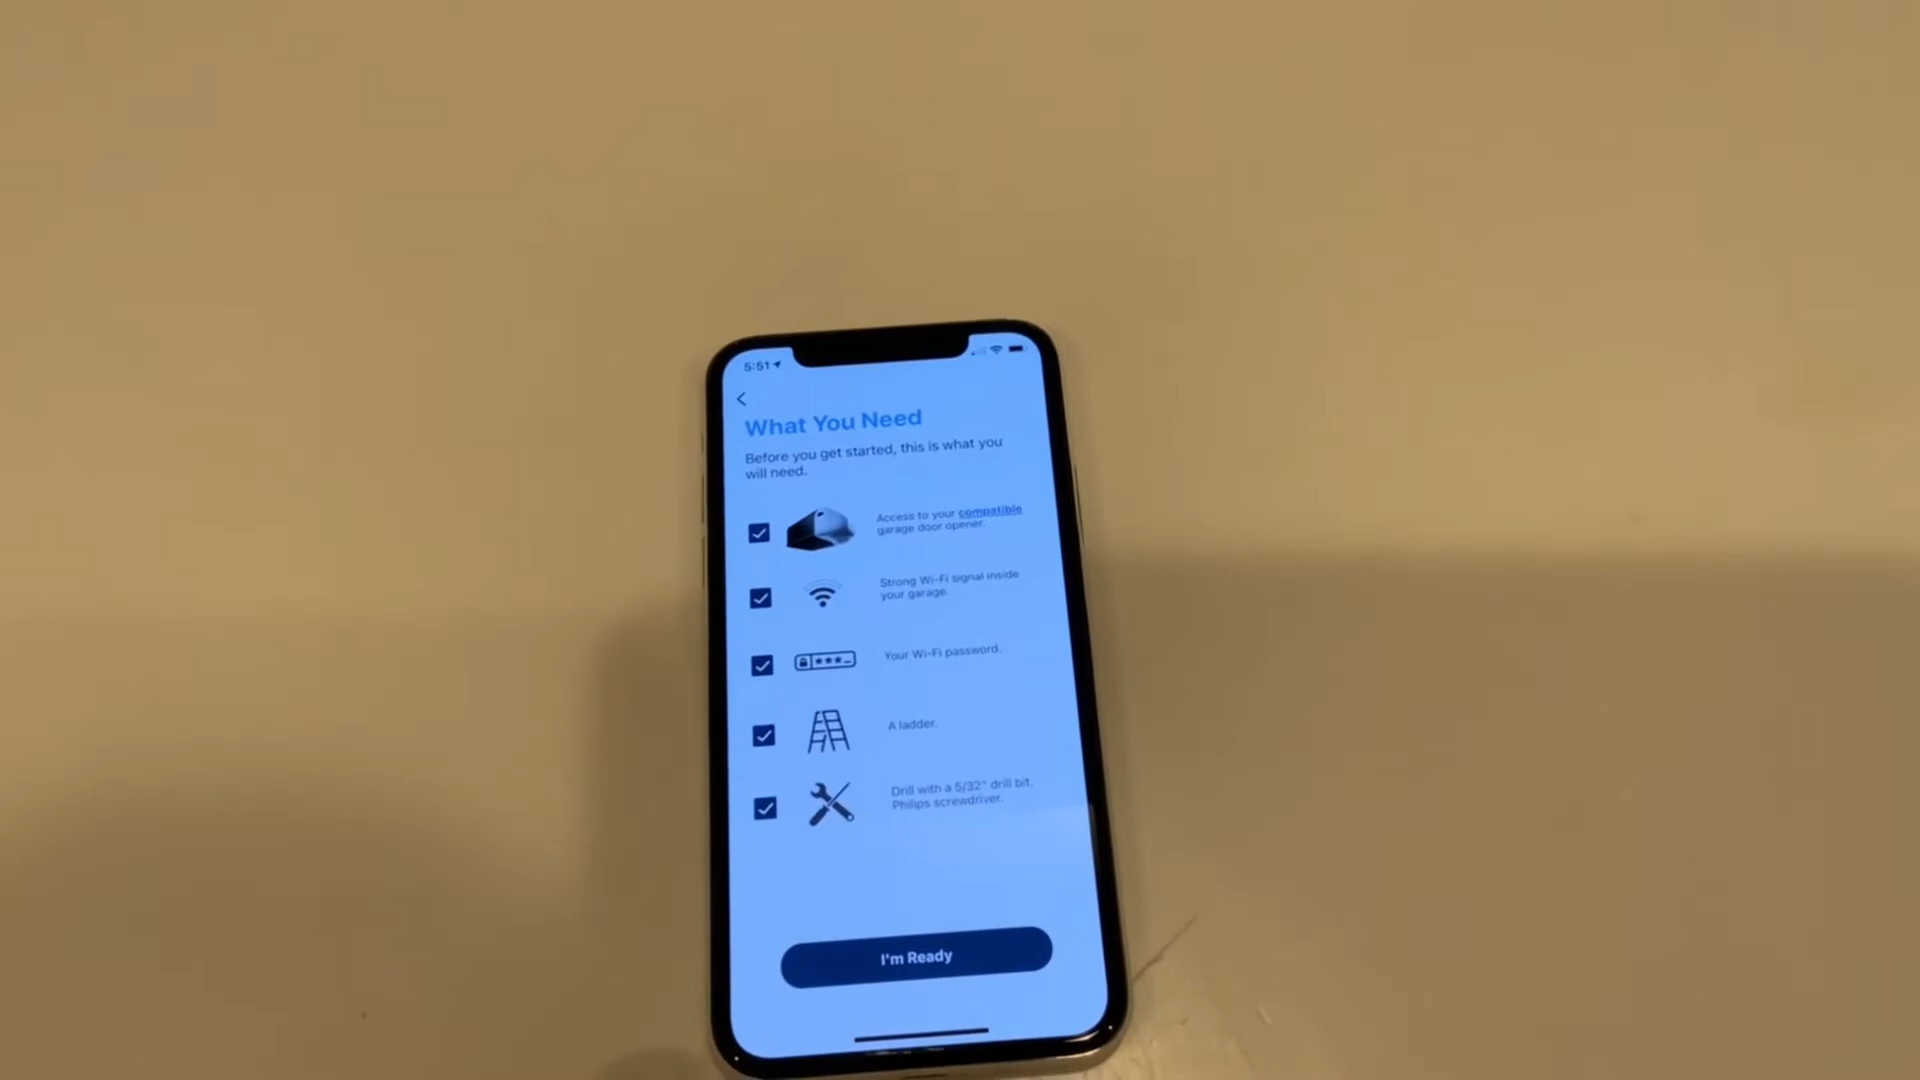 5:51
What You Need
Before you get started, this is what you
will need.
Access to your compatible
garage door opener.
Strong Wi-Fi signal inside
your garage.
***_
Your Wi-Fi password.
A ladder.
Drill with a 5/32" drill bit.
Philips screwdriver.
I'm Ready